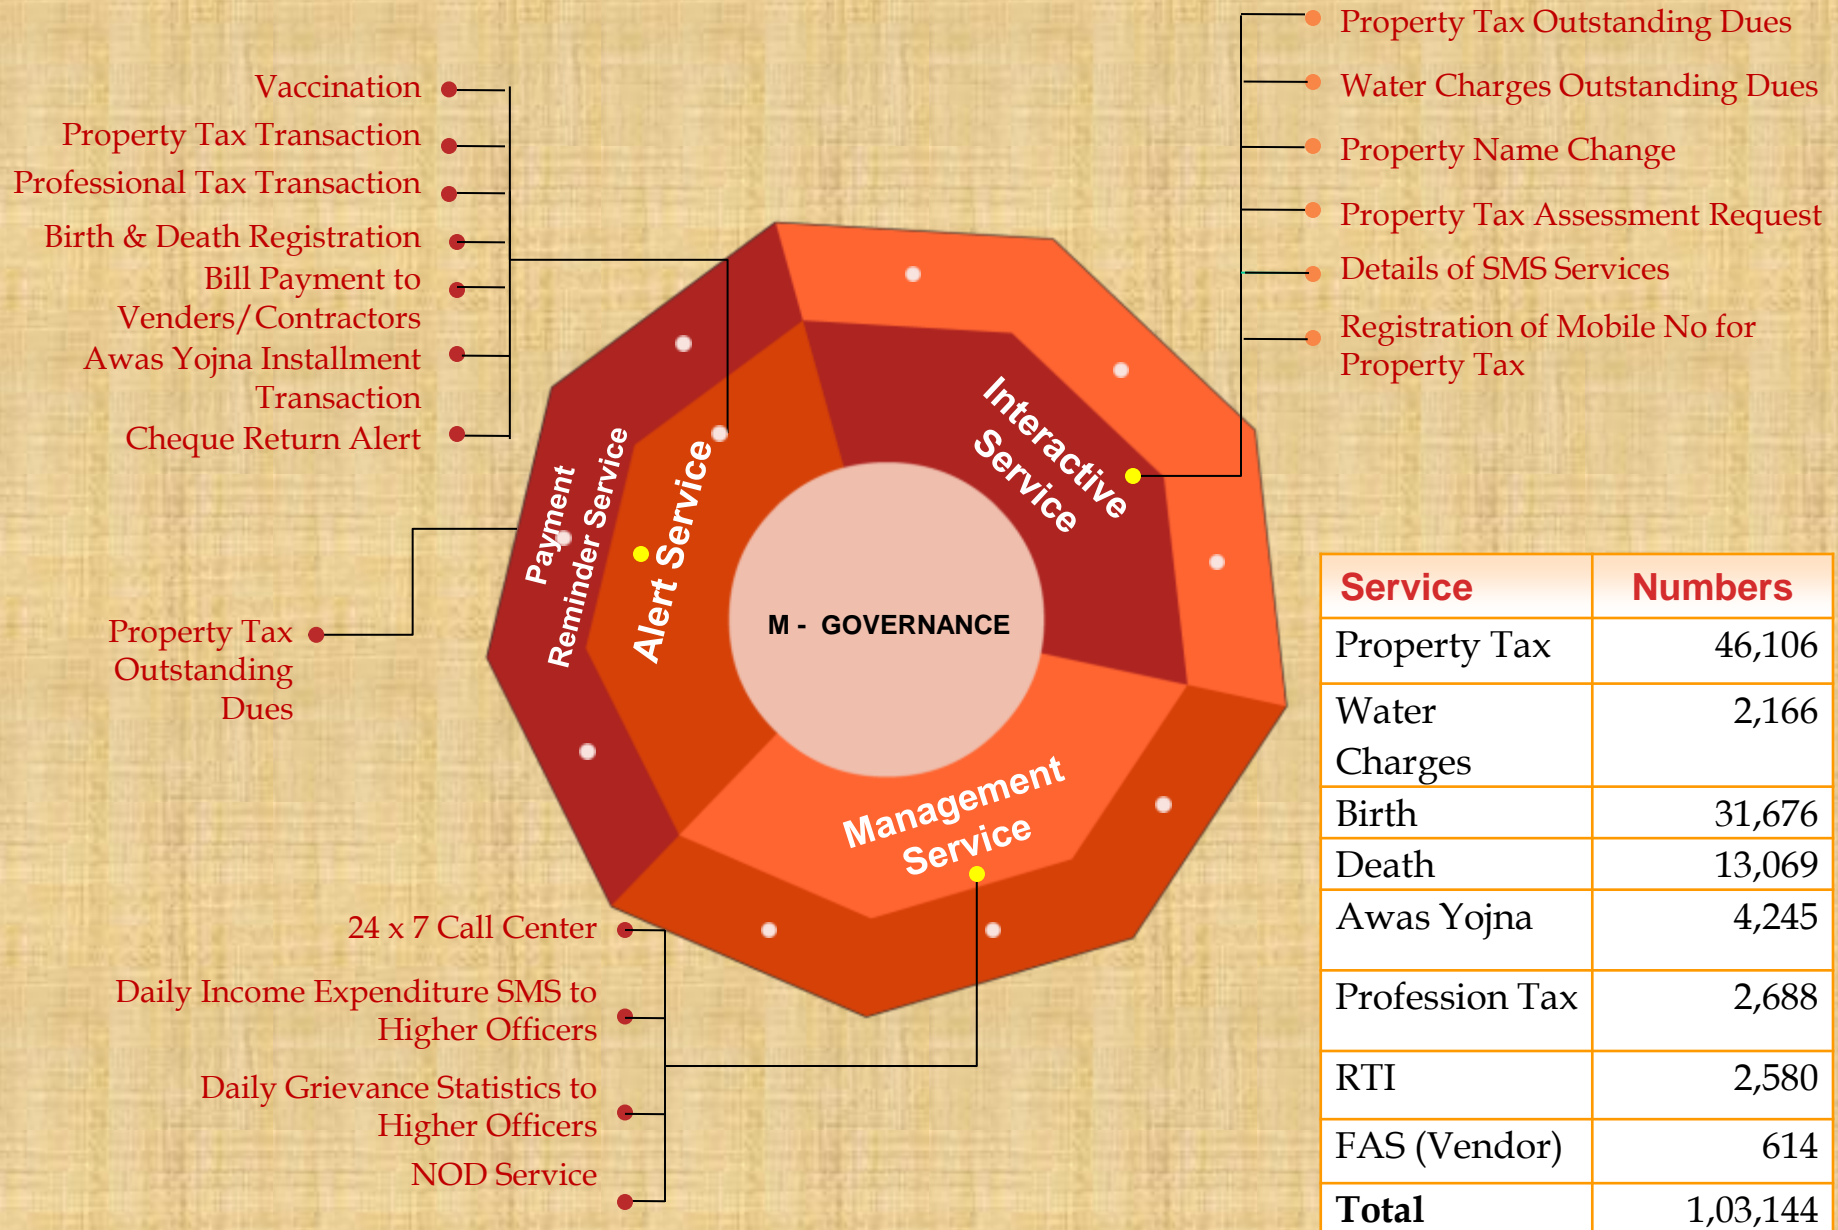 Vaccination
Property Tax Transaction
Professional Tax Transaction
Birth & Death Registration
Bill Payment to
Venders/Contractors
Awas Yojna Installment
Transaction
Cheque Return Alert
Property Tax Outstanding Dues
Water Charges Outstanding Dues
Property Name Change
Property Tax Assessment Request
Details of SMS Services
Registration of Mobile No for
Property Tax
Payment
Reminder Service
Alert Service
Interactive
Service
M - GOVERNANCE
Management
Service
Property Tax
Outstanding
Dues
24 x 7 Call Center
Daily Income Expenditure SMS to
Higher Officers
Daily Grievance Statistics to
Higher Officers
NOD Service
Service Numbers
Property Tax 46,106
Water 2,166
Charges
Birth 31,676
Death 13,069
Awas Yojna 4,245
Profession Tax 2,688
RTI 2,580
FAS (Vendor) 614
Total 1,03,144